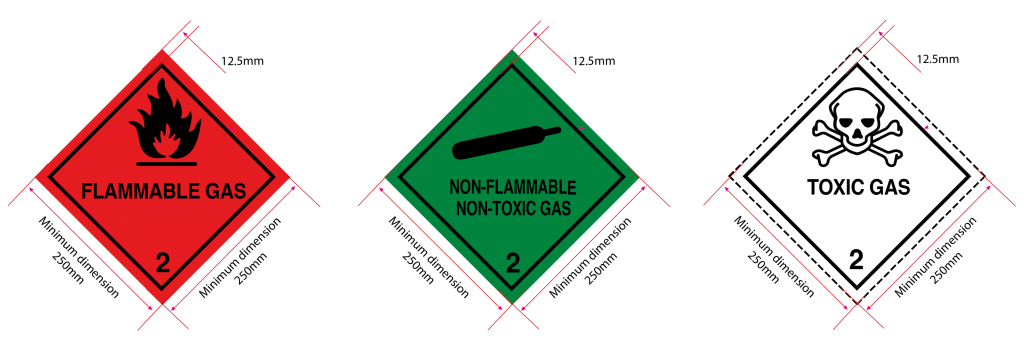 12.5mm
FLAMMABLE GAS
2
Minimum dimension
250mm
Minimum dimension
250mm
12.5mm
NON-FLAMMABLE
NON-TOXIC GAS
2
Minimum dimension
250mm
Minimum dimension
250mm
12.5mm
TOXIC GAS
2
Minimum dimension
250mm
Minimum dimension
250mm